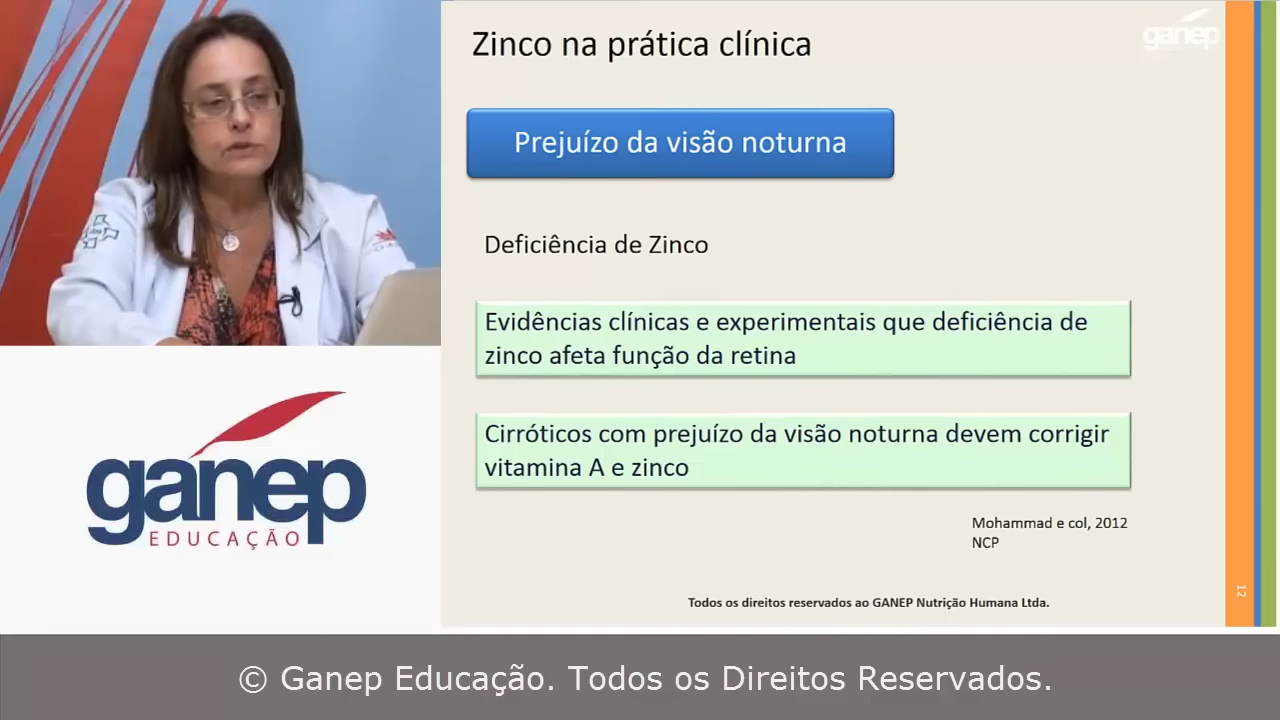 Zinco na prática clínica
ganep
Prejuízo da visão noturna
Deficiência de Zinco
Evidências clínicas e experimentais que deficiência de
zinco afeta função da retina
Cirróticos com prejuízo da visão noturna devem corrigir
vitamina A e zinco
Mohammad e col, 2012
NCP
12
Todos os direitos reservados ao GANEP Nutrição Humana Ltda.
ganep
EDUCAÇÃO
© Ganep Educação. Todos os Direitos Reservados.